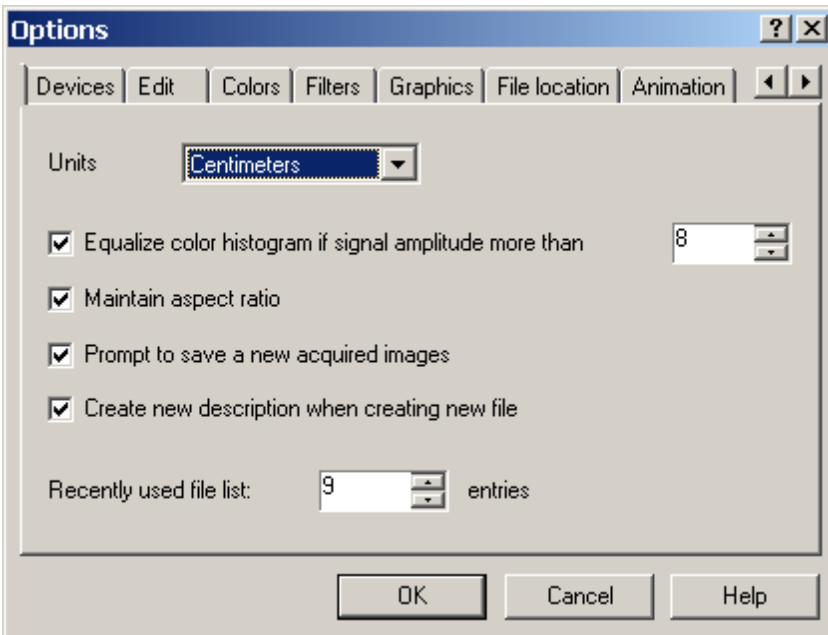 Options
Devices Edit Colors Filters Graphics File location Animation
Units Centimeters
Equalize color histogram if signal amplitude more than 8
Maintain aspect ratio
Prompt to save a new acquired images
Create new description when creating new file
Recently used file list: 9 entries
OK Cancel Help